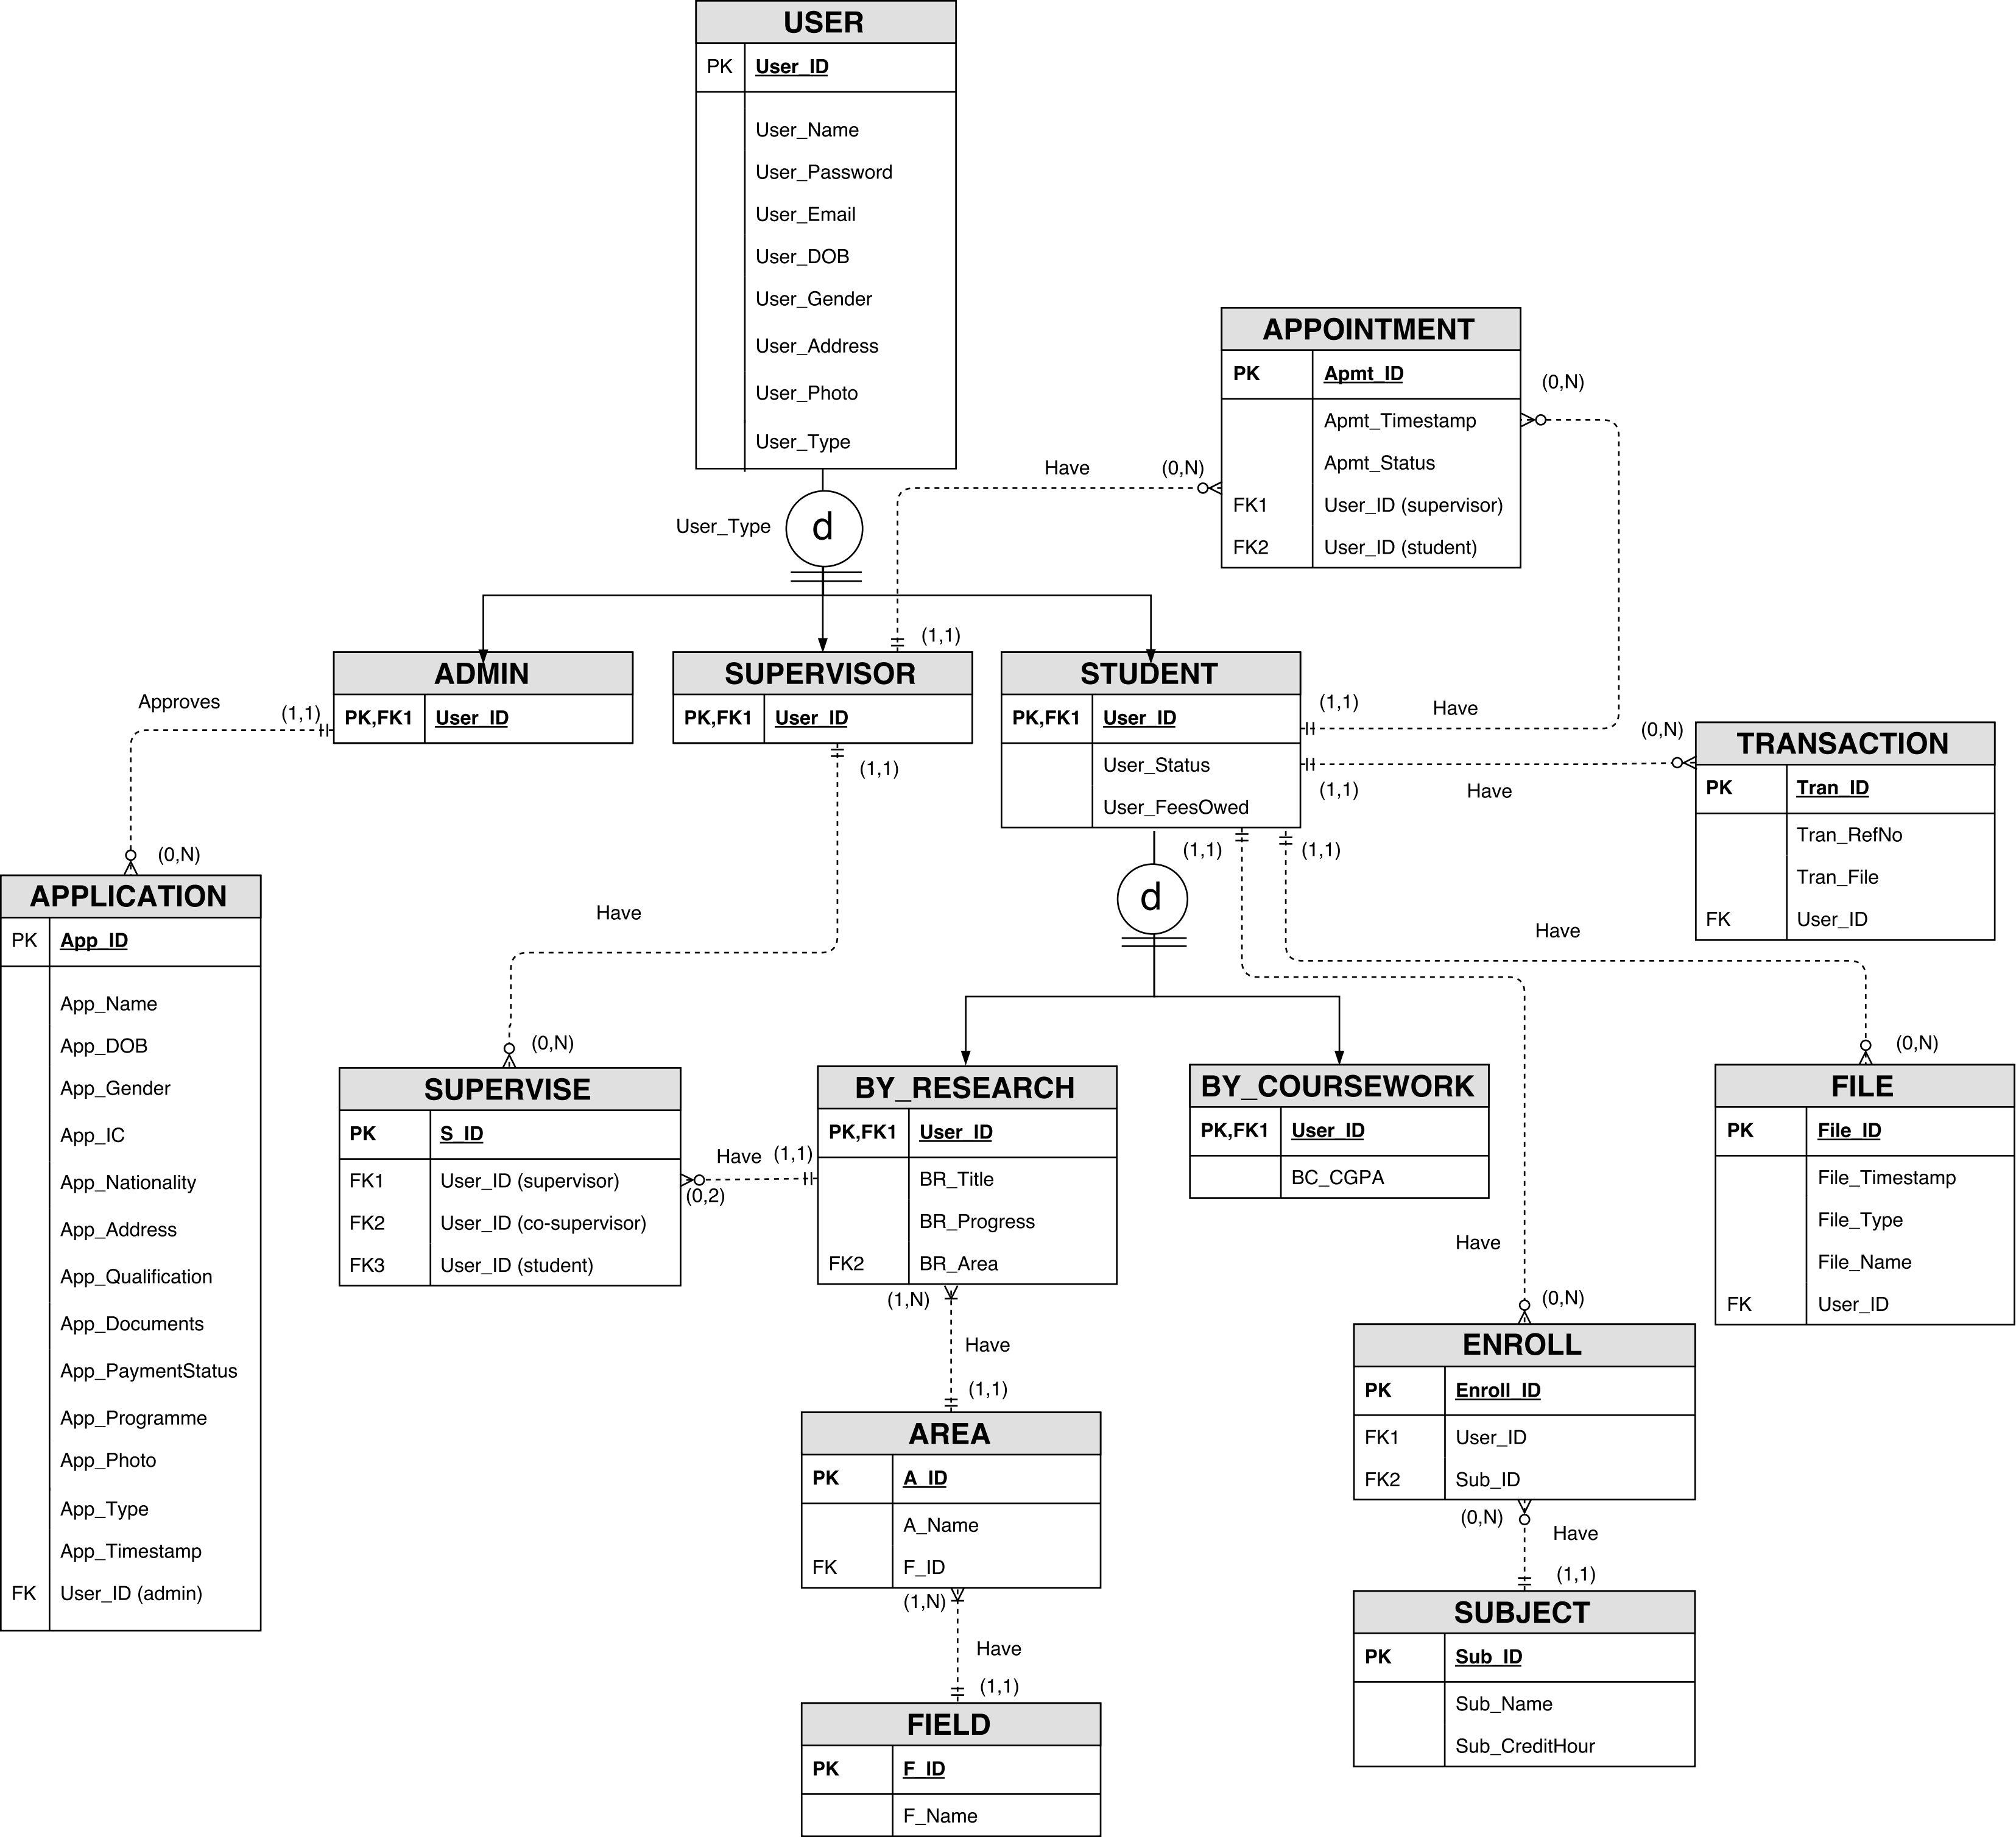 USER
PK User_ID
User_Name
User_Password
User_Email
User_DOB
User_Gender
User_Address
User_Photo
User_Type
User_Type
d
APPOINTMENT
PK Apmt_ID
Apmt_Timestamp
Apmt_Status
FK1 User_ID (supervisor)
FK2 User_ID (student)
(0,N)
Have
(0,N)
(1,1)
ADMIN
PK,FK1 User_ID
SUPERVISOR
PK,FK1 User_ID
STUDENT
PK,FK1 User_ID
User_Status
User_FeesOwed
Approves
(1,1)
(0,N)
(1,1)
Have
(1,1)
Have
(0,N)
TRANSACTION
PK Tran_ID
Tran_RefNo
Tran_File
FK User_ID
(1,1)
Have
(0,N)
(1,1)
(1,1)
d
Have
(0,N)
APPLICATION
PK App_ID
App_Name
App_DOB
App_Gender
App_IC
App_Nationality
App_Address
App_Qualification
App_Documents
App_PaymentStatus
App_Programme
App_Photo
App_Type
App_Timestamp
FK User_ID (admin)
SUPERVISE
PK S_ID
FK1 User_ID (supervisor)
FK2 User_ID (co-supervisor)
FK3 User_ID (student)
Have (1,1)
(0,2)
BY_RESEARCH
PK,FK1 User_ID
BR_Title
BR_Progress
FK2 BR_Area
BY_COURSEWORK
PK,FK1 User_ID
BC_CGPA
FILE
PK File_ID
File_Timestamp
File_Type
File_Name
FK User_ID
Have
(0,N)
(1,N)
Have
(1,1)
AREA
PK A_ID
A_Name
FK F_ID
(1,N)
Have
(1,1)
FIELD
PK F_ID
F_Name
ENROLL
PK Enroll_ID
FK1 User_ID
FK2 Sub_ID
(0,N)
Have
(1,1)
SUBJECT
PK Sub_ID
Sub_Name
Sub_CreditHour